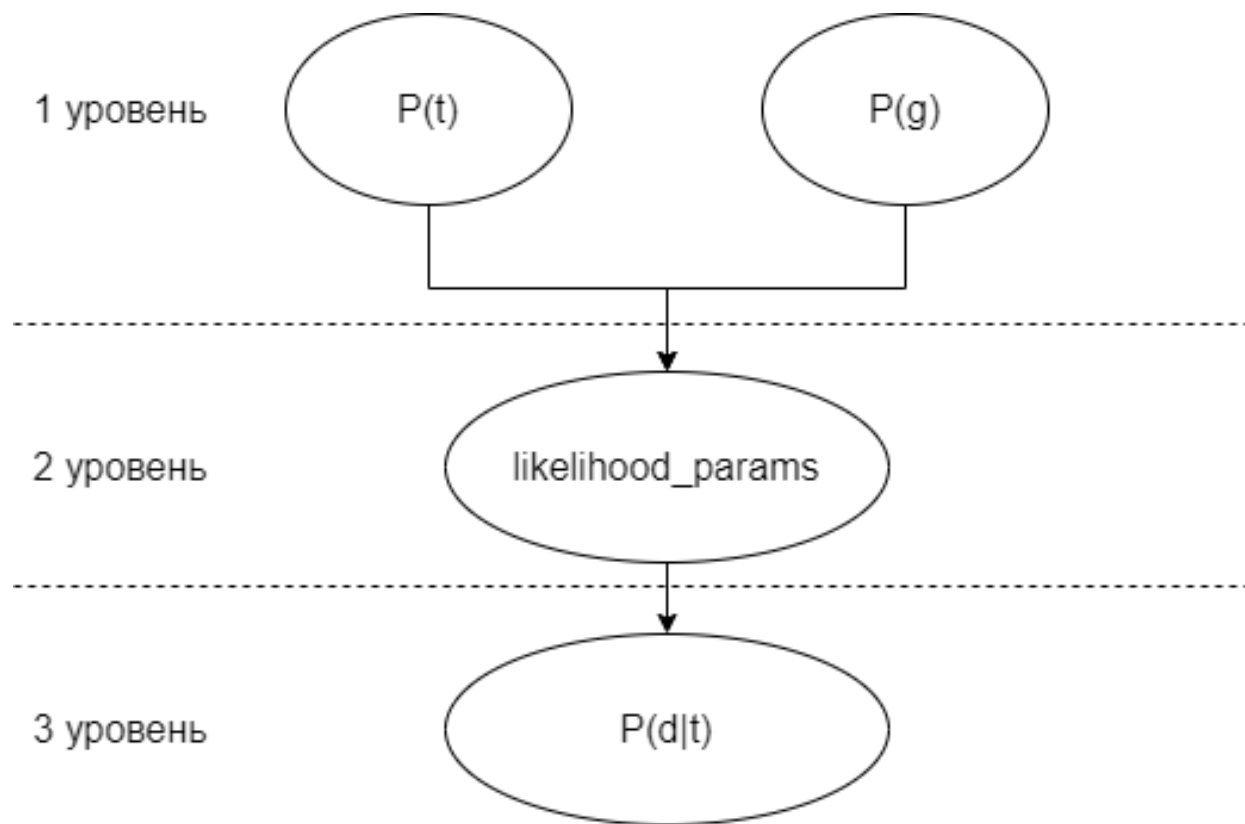 1 уровень
P(t)
P(g)
2 уровень
likelihood_params
3 уровень
P(d|t)